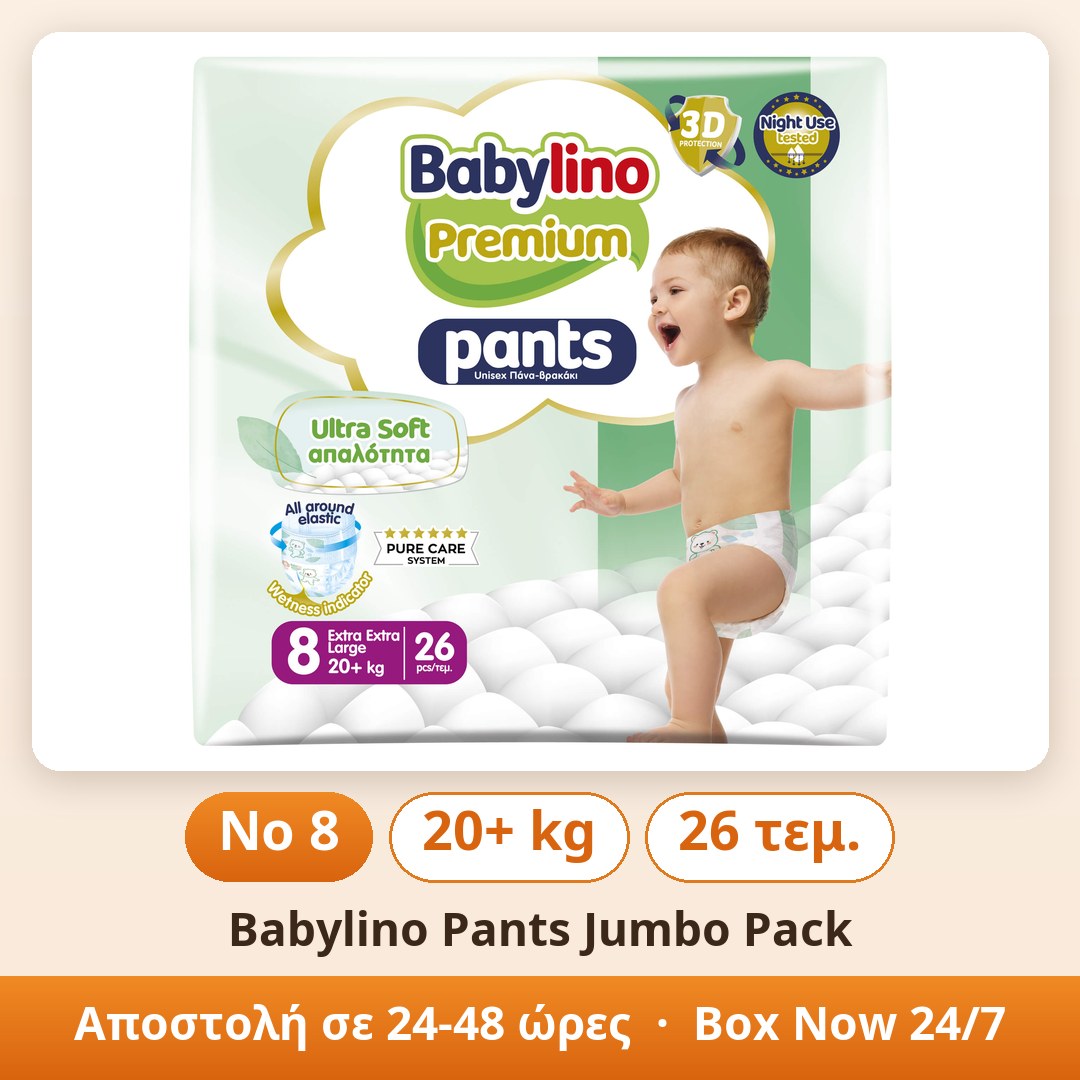 3D
PROTECTION
Night Use
tested
Babylino
Premium
pants
Unisex Πάνα-Βρακάκι
Ultra Soft
απαλότητα
All around
elastic
PURE CARE
SYSTEM
Wetness indicator
8
Extra Extra
Large
20+ kg
26
pcs/τεμ.
No 8
20+ kg
26 τεμ.
Babylino Pants Jumbo Pack
Αποστολή σε 24-48 ώρες · Box Now 24/7